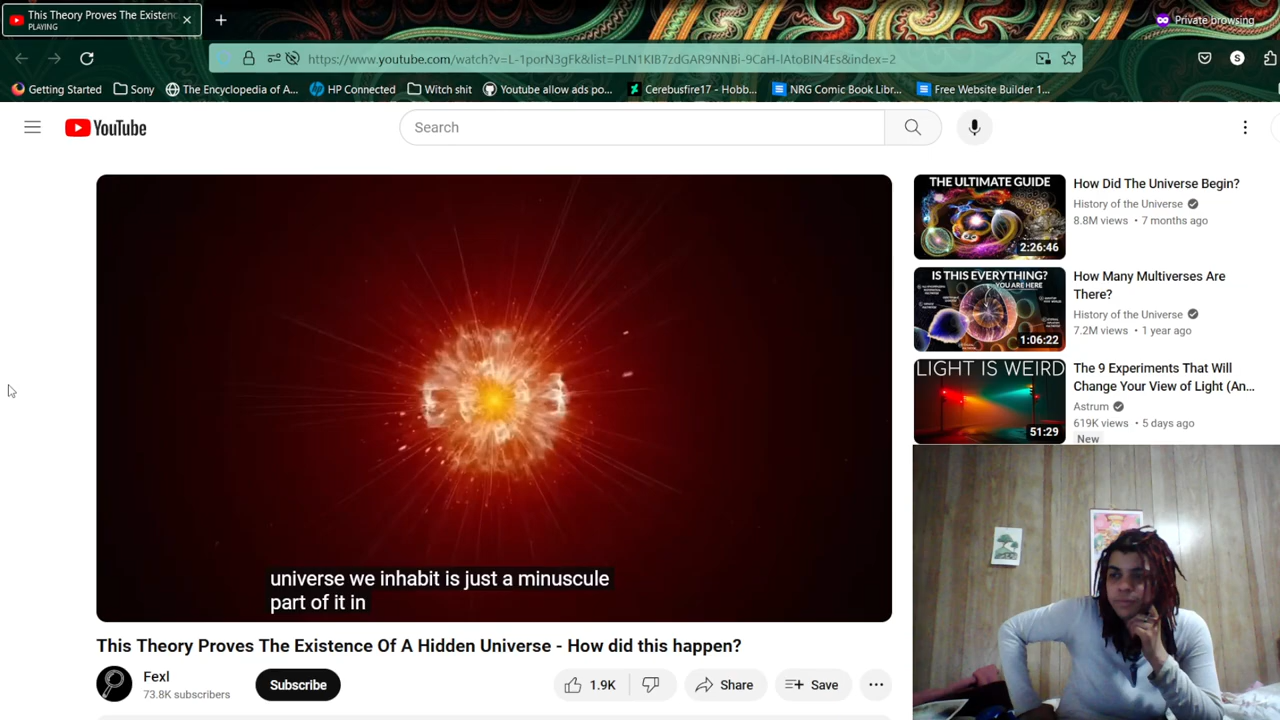 This Theory Proves The Existenc
PLAYING
Private browsing
https://www.youtube.com/watch?v=L-1porN3gFk&list=PLN1KIB7zdGAR9NNBi-9CaH-IAtoBIN4Es&index=2
S
Getting Started
Sony
The Encyclopedia of A...
HP Connected
Witch shit
Youtube allow ads po...
Cerebusfire17 - Hobb...
NRG Comic Book Libr...
Free Website Builder 1...
YouTube
Search
universe we inhabit is just a minuscule
part of it in
This Theory Proves The Existence Of A Hidden Universe - How did this happen?
Fexl
73.8K subscribers
Subscribe
1.9K
Share
Save
THE ULTIMATE GUIDE
2:26:46
How Did The Universe Begin?
History of the Universe
8.8M views • 7 months ago
IS THIS EVERYTHING?
YOU ARE HERE
1:06:22
How Many Multiverses Are
There?
History of the Universe
7.2M views • 1 year ago
LIGHT IS WEIRD
51:29
The 9 Experiments That Will
Change Your View of Light (An...
Astrum
619K views • 5 days ago
New